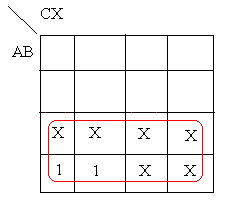 CX
AB
X X X X
1 1 X X